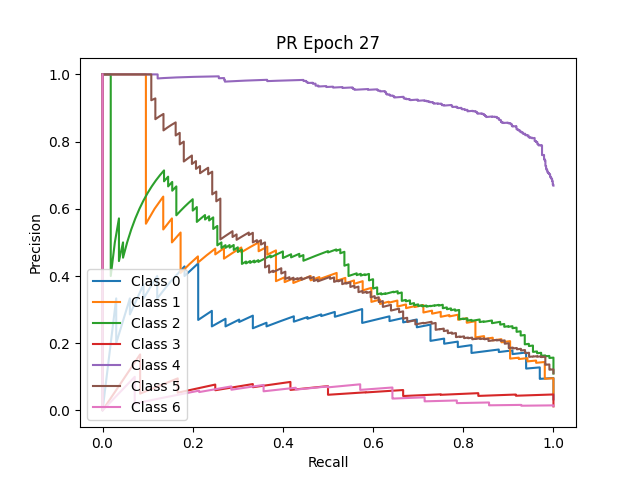 PR Epoch 27
Precision
1.0
0.8
0.6
0.4
0.2
0.0
Class 0
Class 1
Class 2
Class 3
Class 4
Class 5
Class 6
0.0 0.2 0.4 0.6 0.8 1.0
Recall